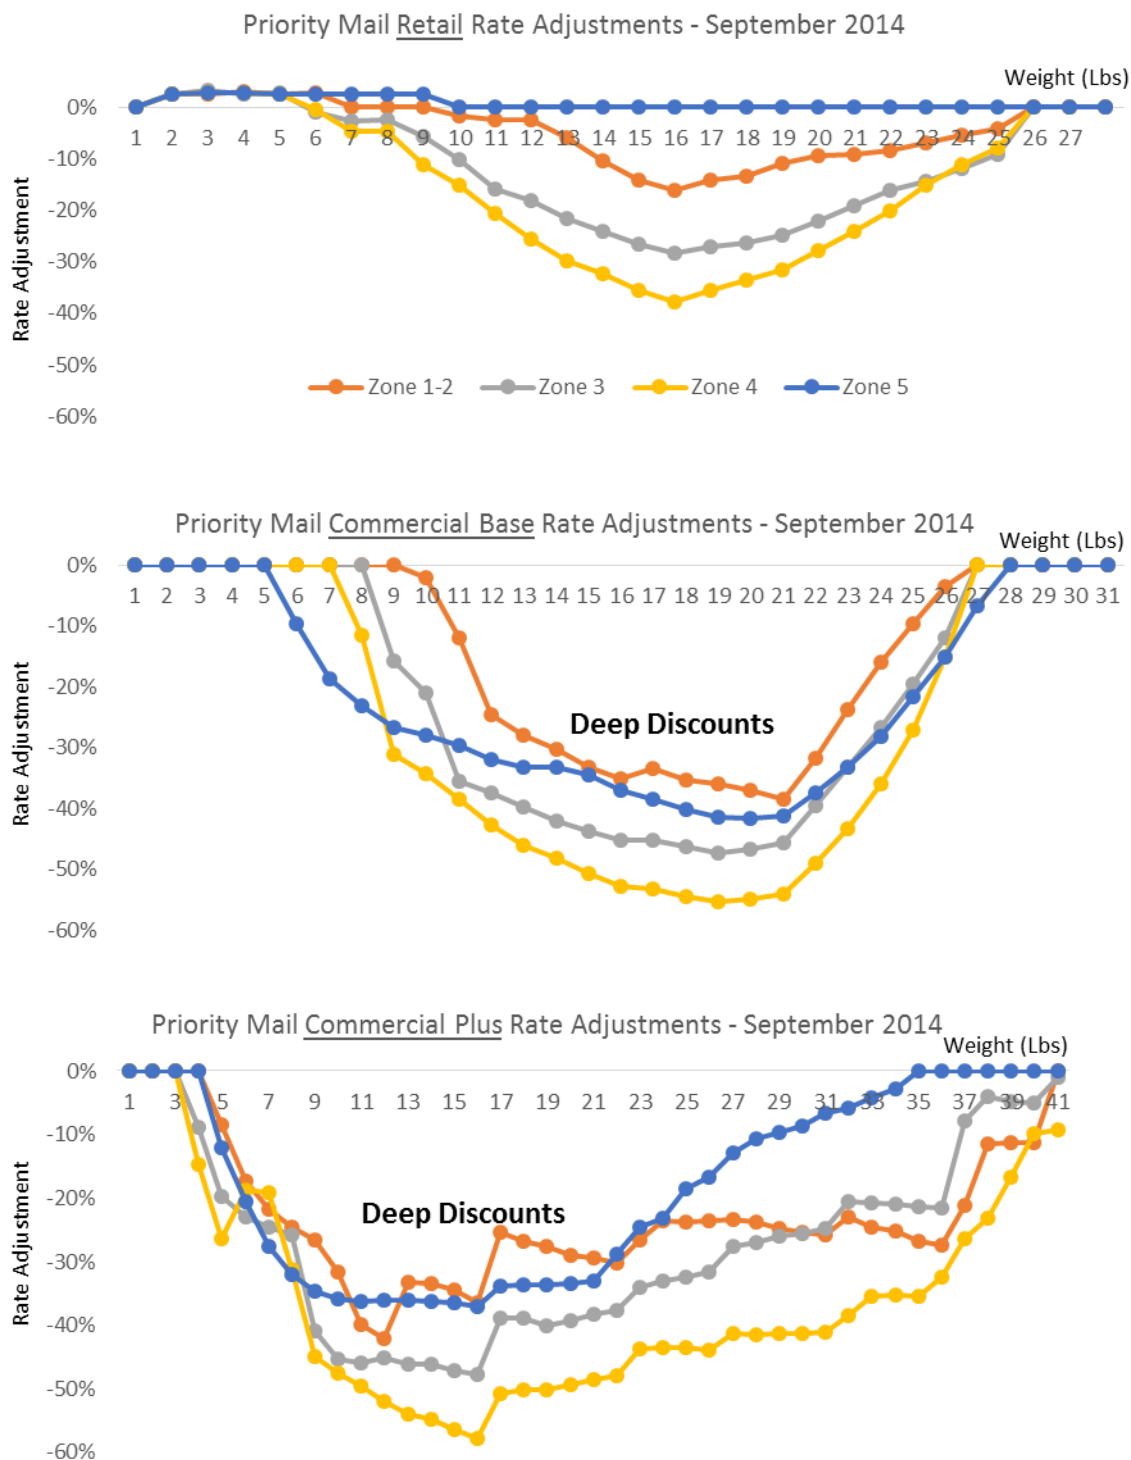 Priority Mail Retail Rate Adjustments - September 2014
Weight (Lbs)
0%
1 2 3 4 5 6 7 8 9 10 11 12 13 14 15 16 17 18 19 20 21 22 23 24 25 26 27
-10%
-20%
-30%
-40%
-50%
-60%
Rate Adjustment
Zone 1-2 Zone 3 Zone 4 Zone 5
Priority Mail Commercial Base Rate Adjustments - September 2014
Weight (Lbs)
0%
1 2 3 4 5 6 7 8 9 10 11 12 13 14 15 16 17 18 19 20 21 22 23 24 25 26 27 28 29 30 31
-10%
-20%
-30%
-40%
-50%
-60%
Rate Adjustment
Deep Discounts
Priority Mail Commercial Plus Rate Adjustments - September 2014
Weight (Lbs)
0%
1 3 5 7 9 11 13 15 17 19 21 23 25 27 29 31 33 35 37 39 41
-10%
-20%
-30%
-40%
-50%
-60%
Rate Adjustment
Deep Discounts